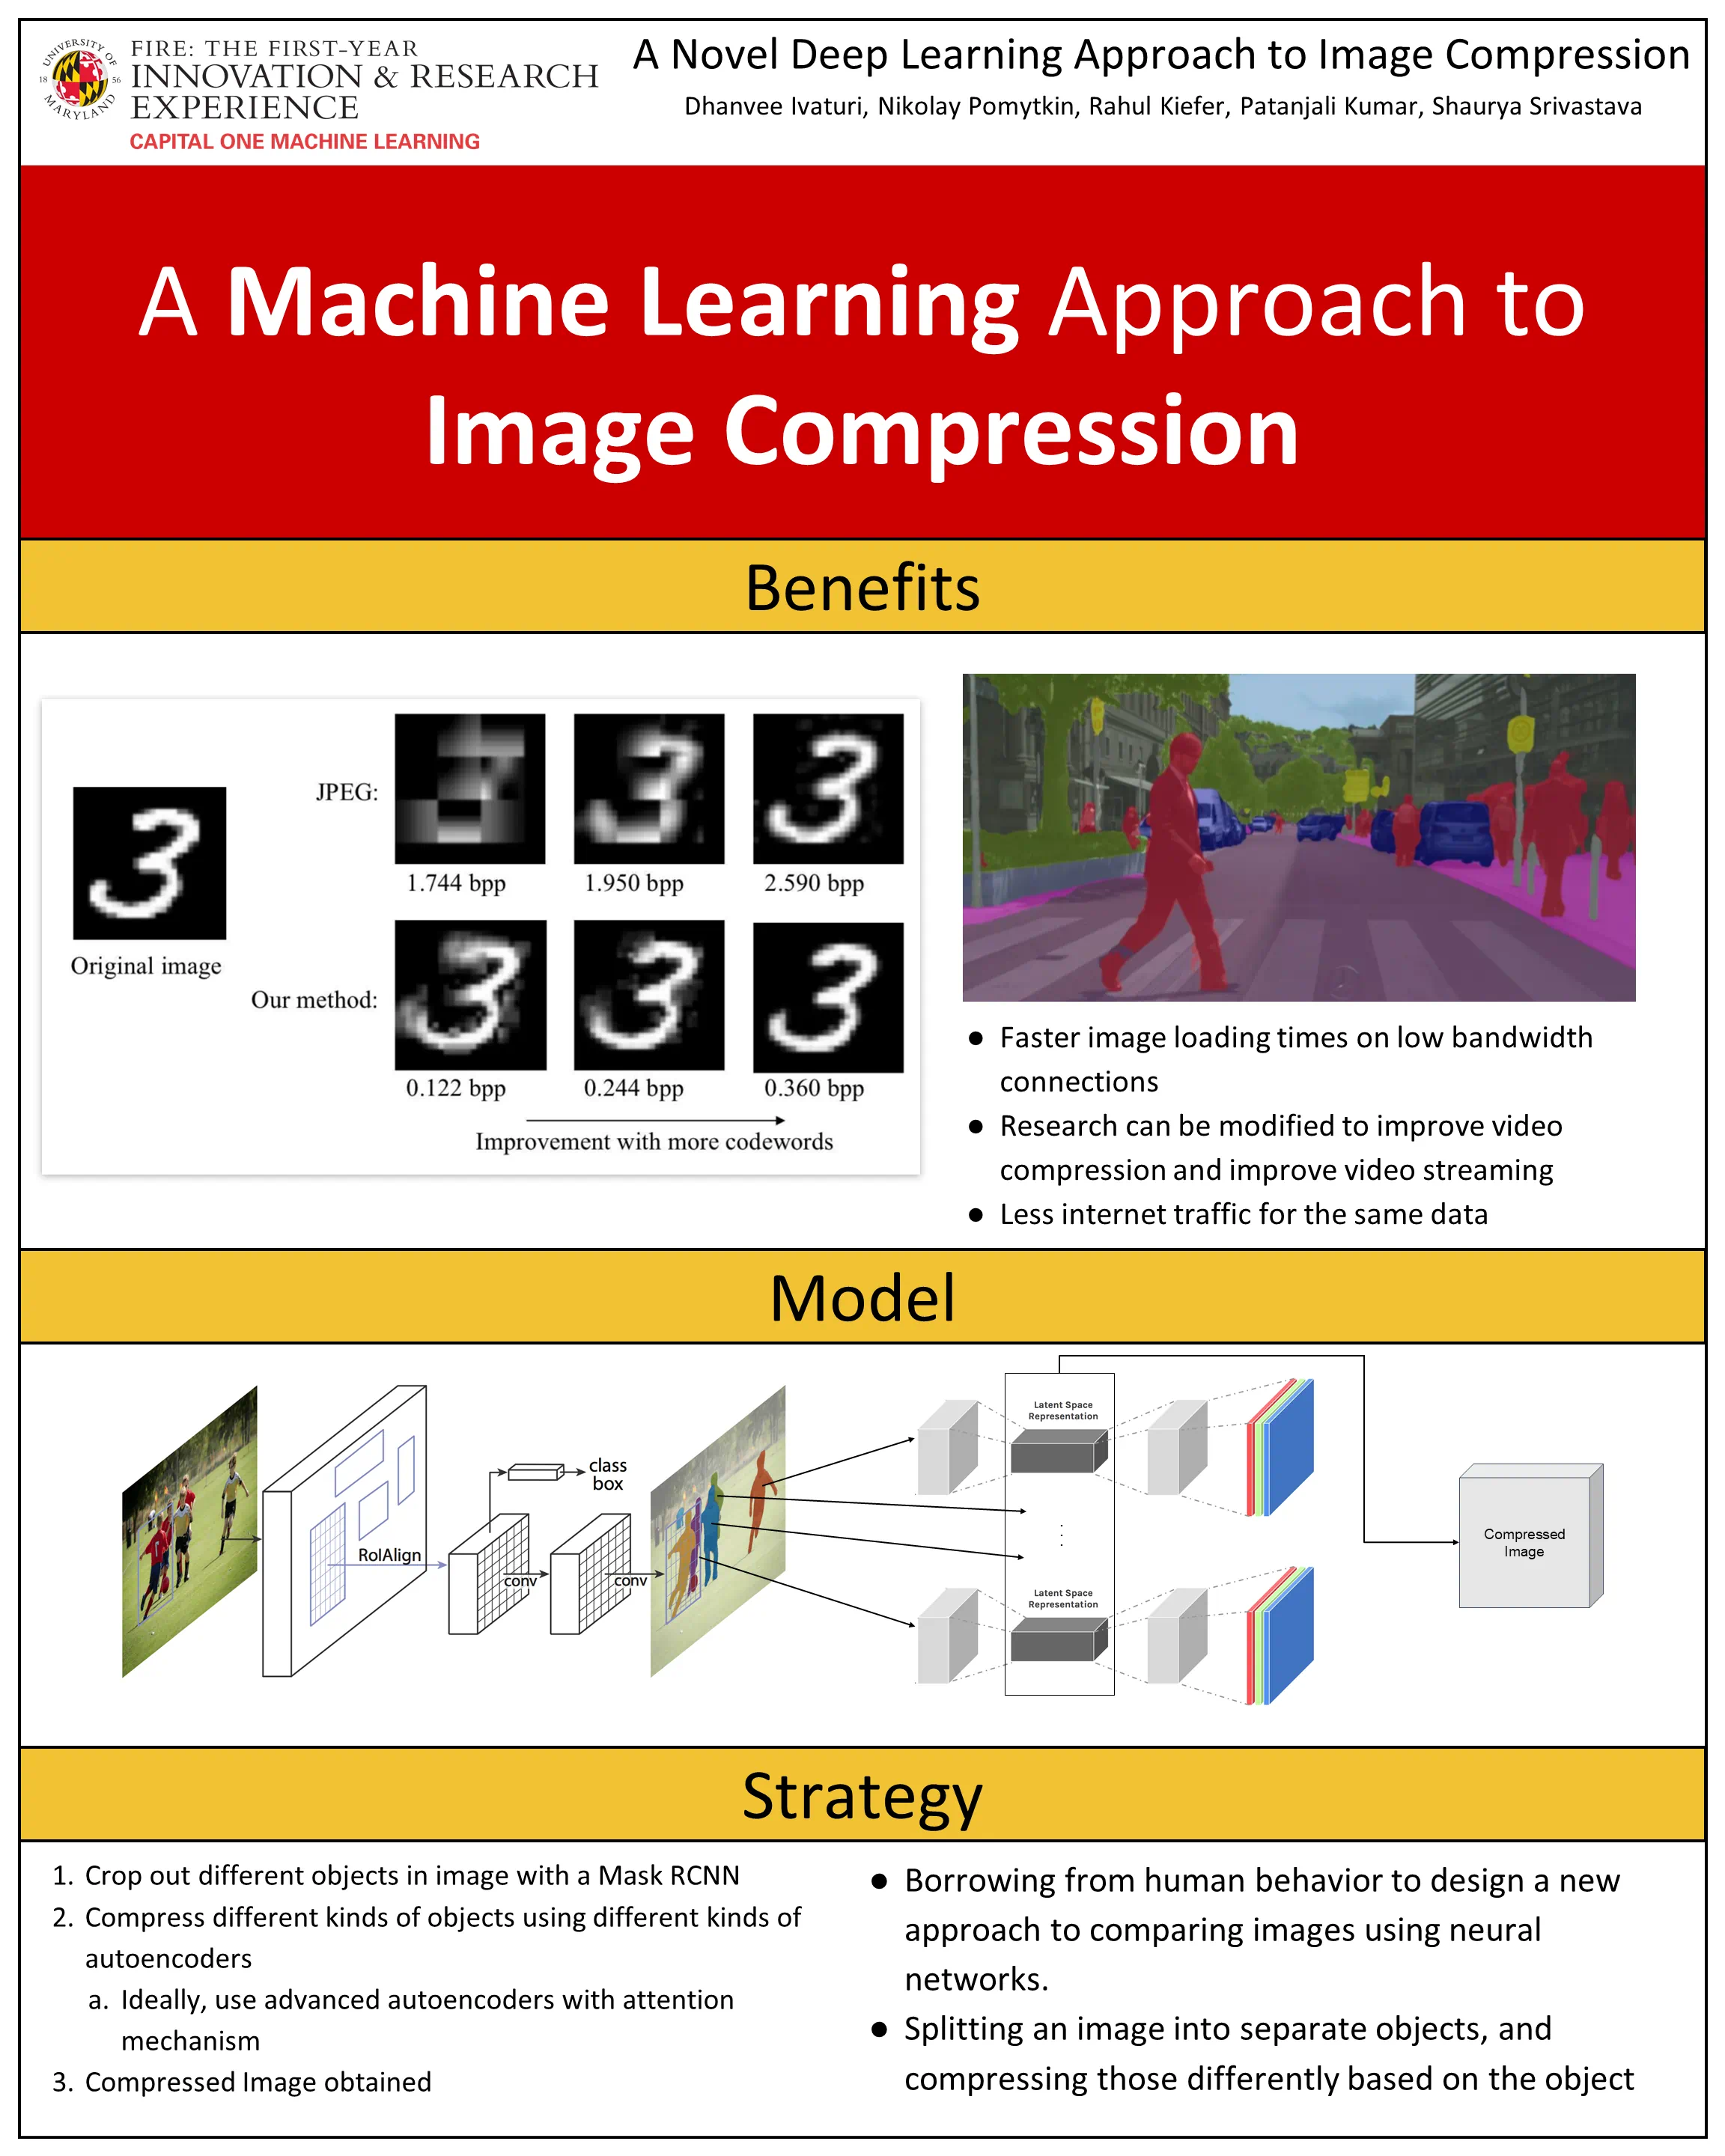 UNIVERSITY OF
18 56
MARYLAND
FIRE: THE FIRST-YEAR
INNOVATION & RESEARCH
EXPERIENCE
CAPITAL ONE MACHINE LEARNING
A Novel Deep Learning Approach to Image Compression
Dhanvee Ivaturi, Nikolay Pomytkin, Rahul Kiefer, Patanjali Kumar, Shaurya Srivastava
A Machine Learning Approach to
Image Compression
Benefits
Original image
JPEG:
1.744 bpp 1.950 bpp 2.590 bpp
Our method:
0.122 bpp 0.244 bpp 0.360 bpp
Improvement with more codewords
● Faster image loading times on low bandwidth
connections
● Research can be modified to improve video
compression and improve video streaming
● Less internet traffic for the same data
Model
RoIAlign
class
box
conv
conv
Latent Space
Representation
Latent Space
Representation
Compressed
Image
Strategy
1. Crop out different objects in image with a Mask RCNN
2. Compress different kinds of objects using different kinds of
autoencoders
a. Ideally, use advanced autoencoders with attention
mechanism
3. Compressed Image obtained
● Borrowing from human behavior to design a new
approach to comparing images using neural
networks.
● Splitting an image into separate objects, and
compressing those differently based on the object